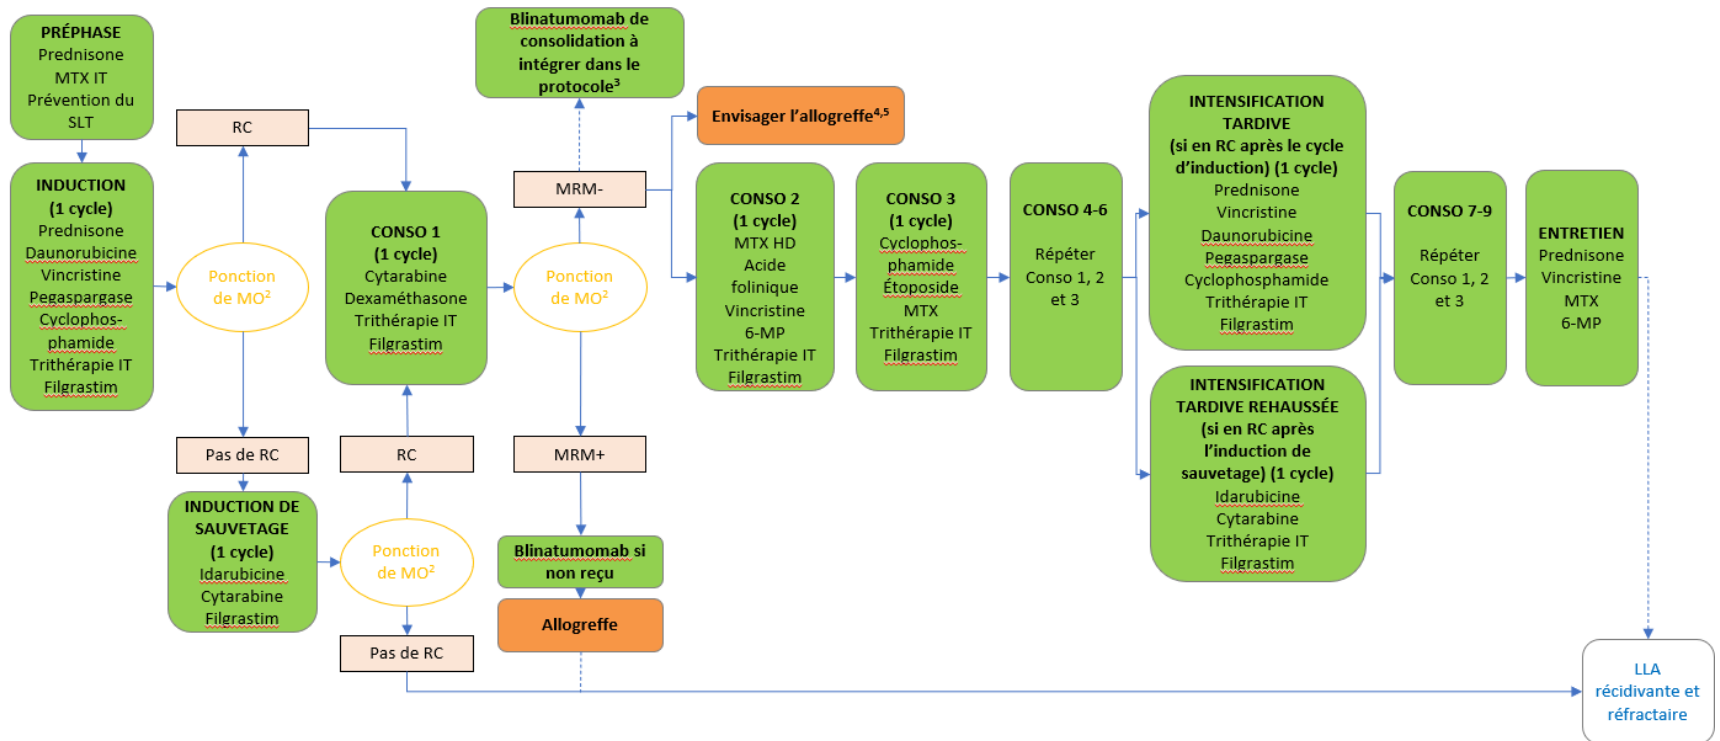 PRÉPHASE
Prednisone
MTX IT
Prévention du
SLT
INDUCTION
(1 cycle)
Prednisone
Daunorubicine
Vincristine
Pegaspargase
Cyclophos-
phamide
Trithérapie IT
Filgrastim
Ponction
de MO²
RC
Pas de RC
INDUCTION DE
SAUVETAGE
(1 cycle)
Idarubicine
Cytarabine
Filgrastim
Ponction
de MO²
RC
Pas de RC
CONSO 1
(1 cycle)
Cytarabine
Dexaméthasone
Trithérapie IT
Filgrastim
Ponction
de MO²
MRM-
Blinatumomab de
consolidation à
intégrer dans le
protocole³
Envisager l’allogreffe⁴,⁵
MRM+
Blinatumomab si
non reçu
Allogreffe
CONSO 2
(1 cycle)
MTX HD
Acide
folinique
Vincristine
6-MP
Trithérapie IT
Filgrastim
CONSO 3
(1 cycle)
Cyclophos-
phamide
Étoposide
MTX
Trithérapie IT
Filgrastim
CONSO 4-6
Répéter
Conso 1, 2
et 3
INTENSIFICATION
TARDIVE
(si en RC après le cycle
d’induction) (1 cycle)
Prednisone
Vincristine
Daunorubicine
Pegaspargase
Cyclophosphamide
Trithérapie IT
Filgrastim
INTENSIFICATION
TARDIVE REHAUSSÉE
(si en RC après
l’induction de
sauvetage) (1 cycle)
Idarubicine
Cytarabine
Trithérapie IT
Filgrastim
CONSO 7-9
Répéter
Conso 1, 2
et 3
ENTRETIEN
Prednisone
Vincristine
MTX
6-MP
LLA
récidivante et
réfractaire